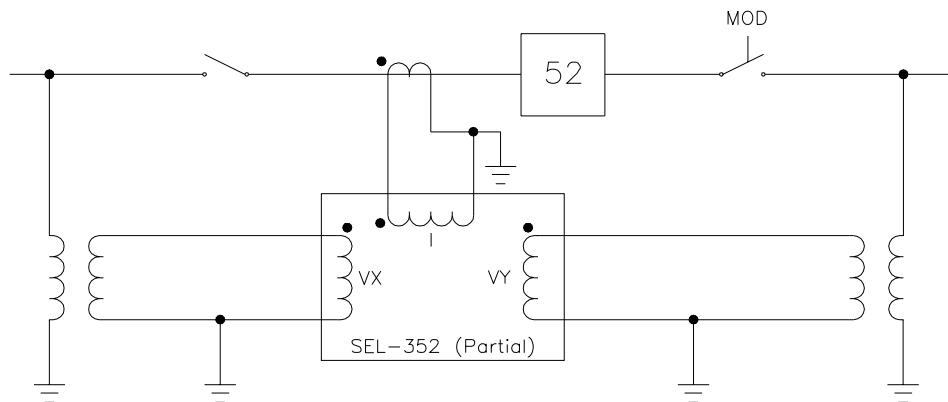 MOD
52
I
VX
VY
SEL-352 (Partial)